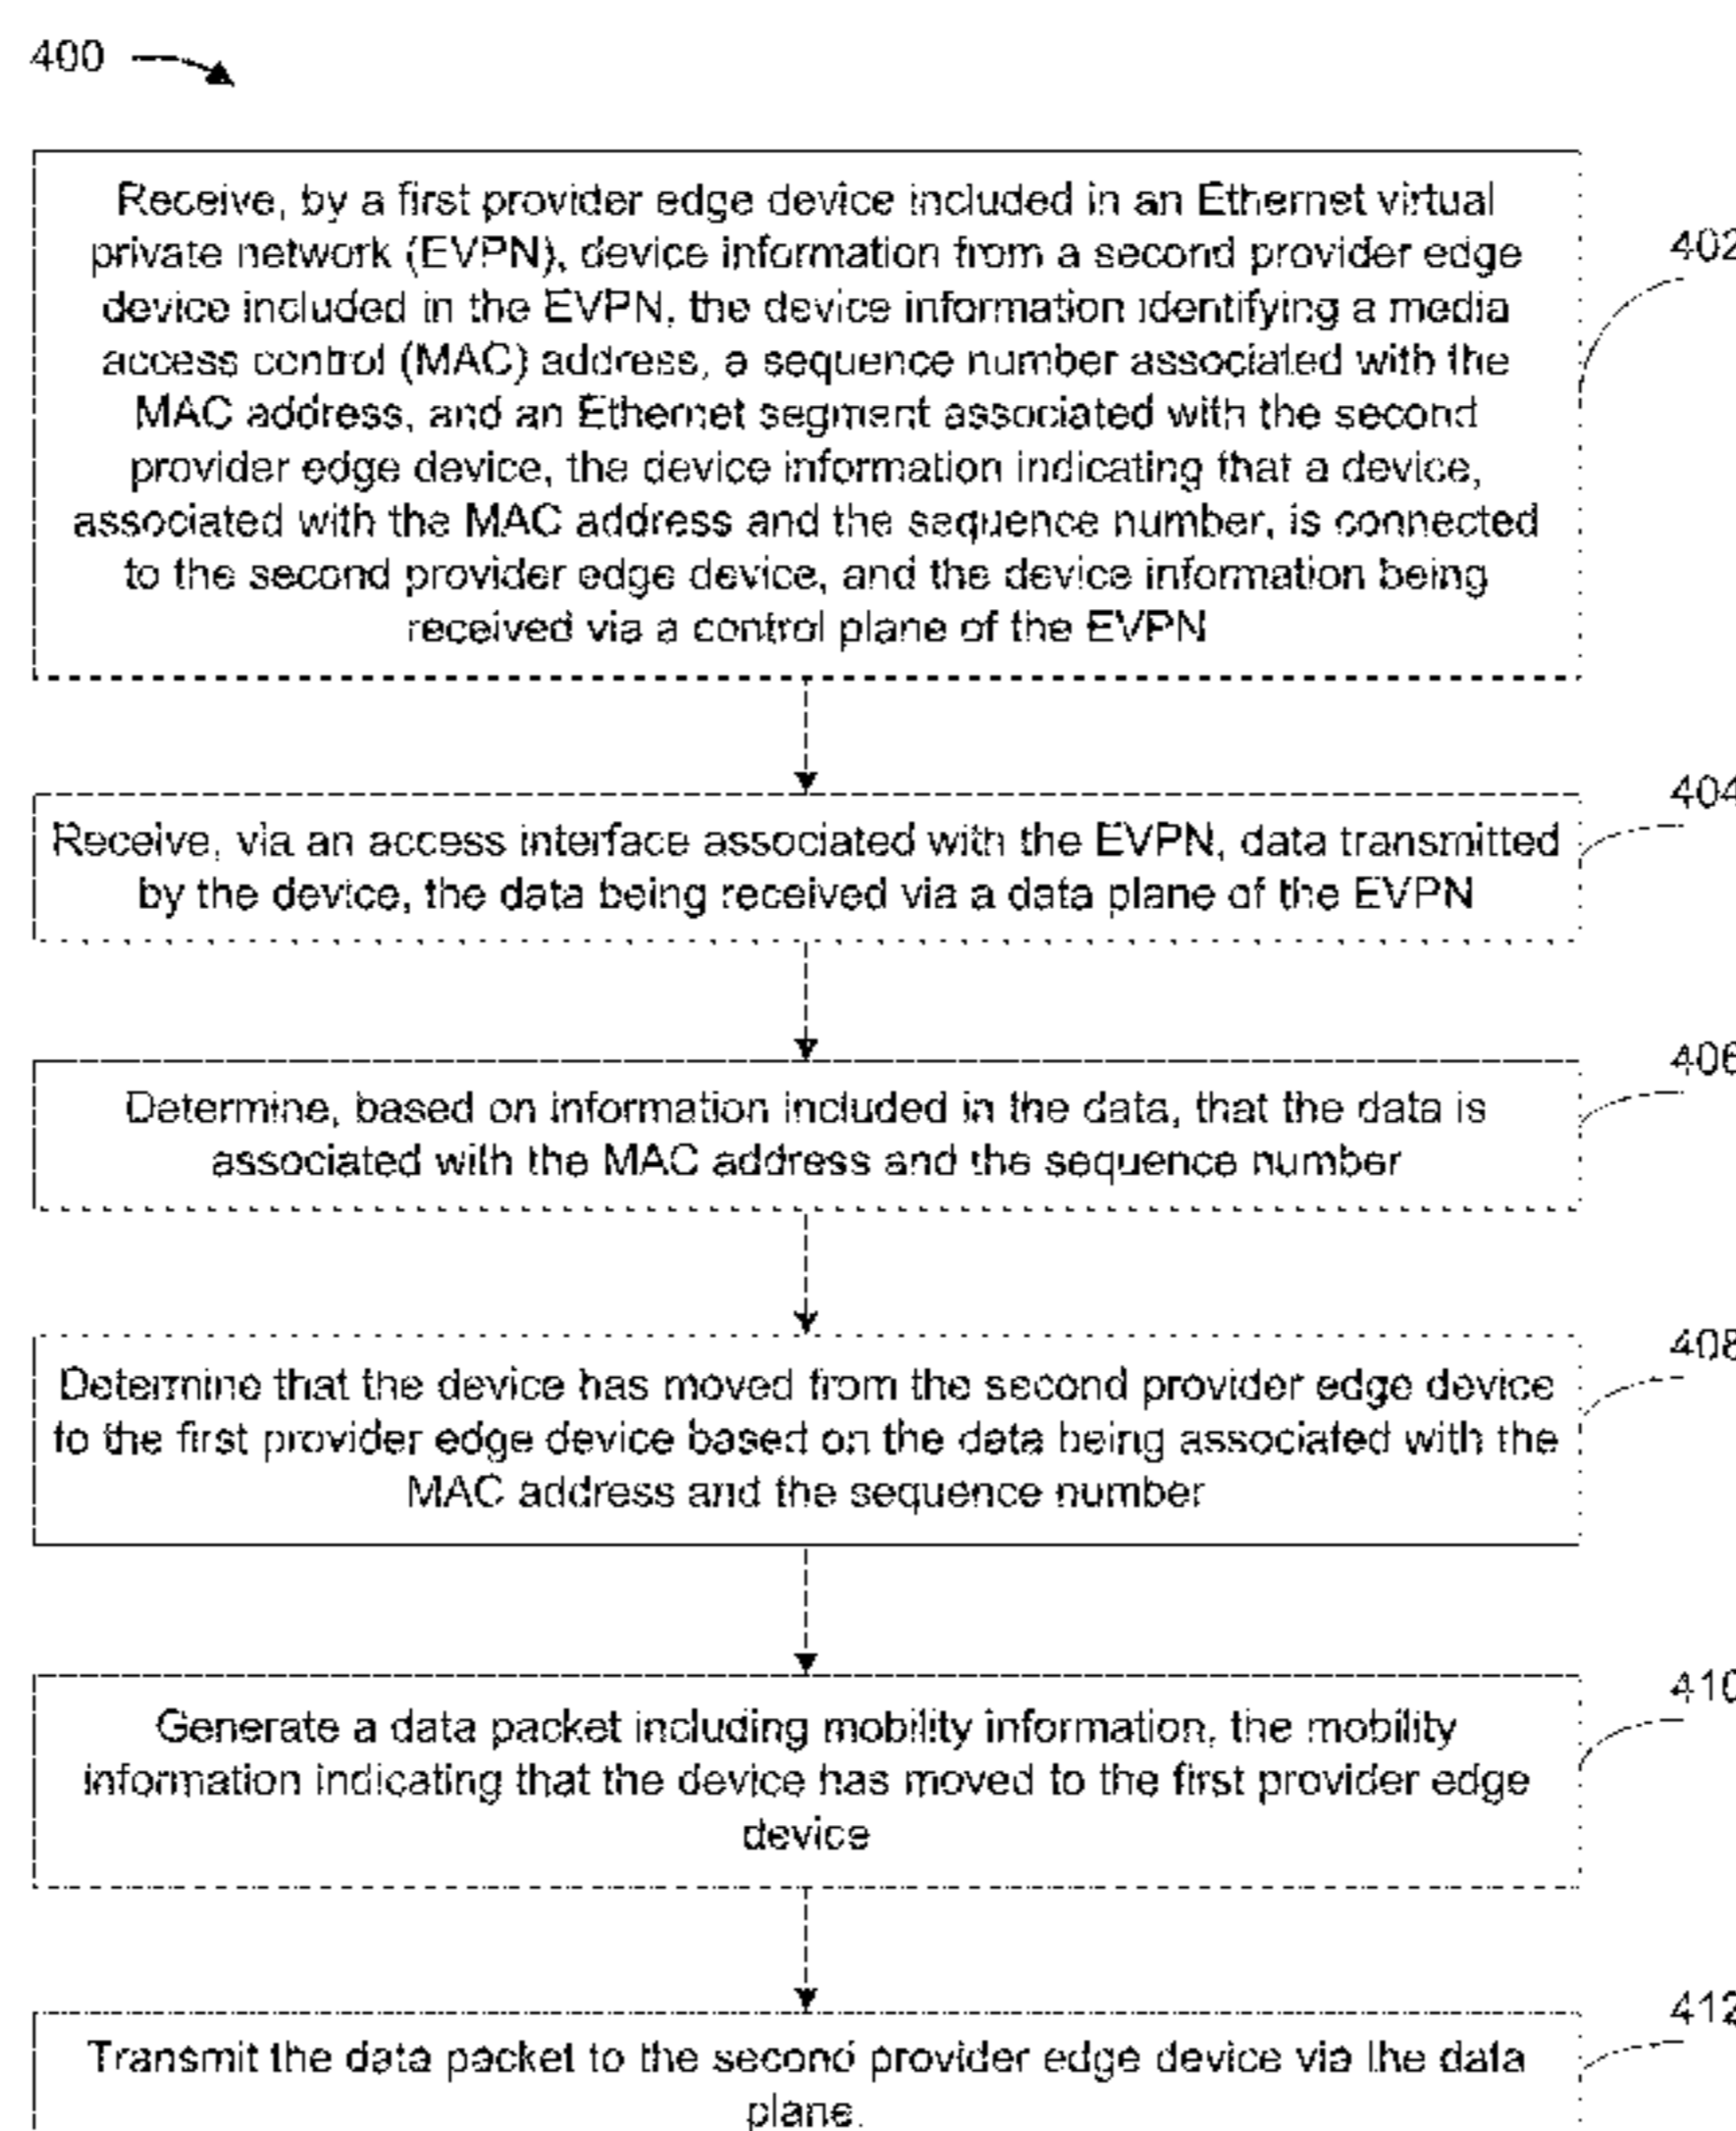 400
Receive, by a first provider edge device included in an Ethernet virtual
private network (EVPN), device information from a second provider edge
device included in the EVPN, the device information identifying a media
access control (MAC) address, a sequence number associated with the
MAC address, and an Ethernet segment associated with the second
provider edge device, the device information indicating that a device,
associated with the MAC address and the sequence number, is connected
to the second provider edge device, and the device information being
received via a control plane of the EVPN
402
Receive, via an access interface associated with the EVPN, data transmitted
by the device, the data being received via a data plane of the EVPN
404
Determine, based on information included in the data, that the data is
associated with the MAC address and the sequence number
406
Determine that the device has moved from the second provider edge device
to the first provider edge device based on the data being associated with the
MAC address and the sequence number
408
Generate a data packet including mobility information, the mobility
information indicating that the device has moved to the first provider edge
device
410
Transmit the data packet to the second provider edge device via the data
plane.
412